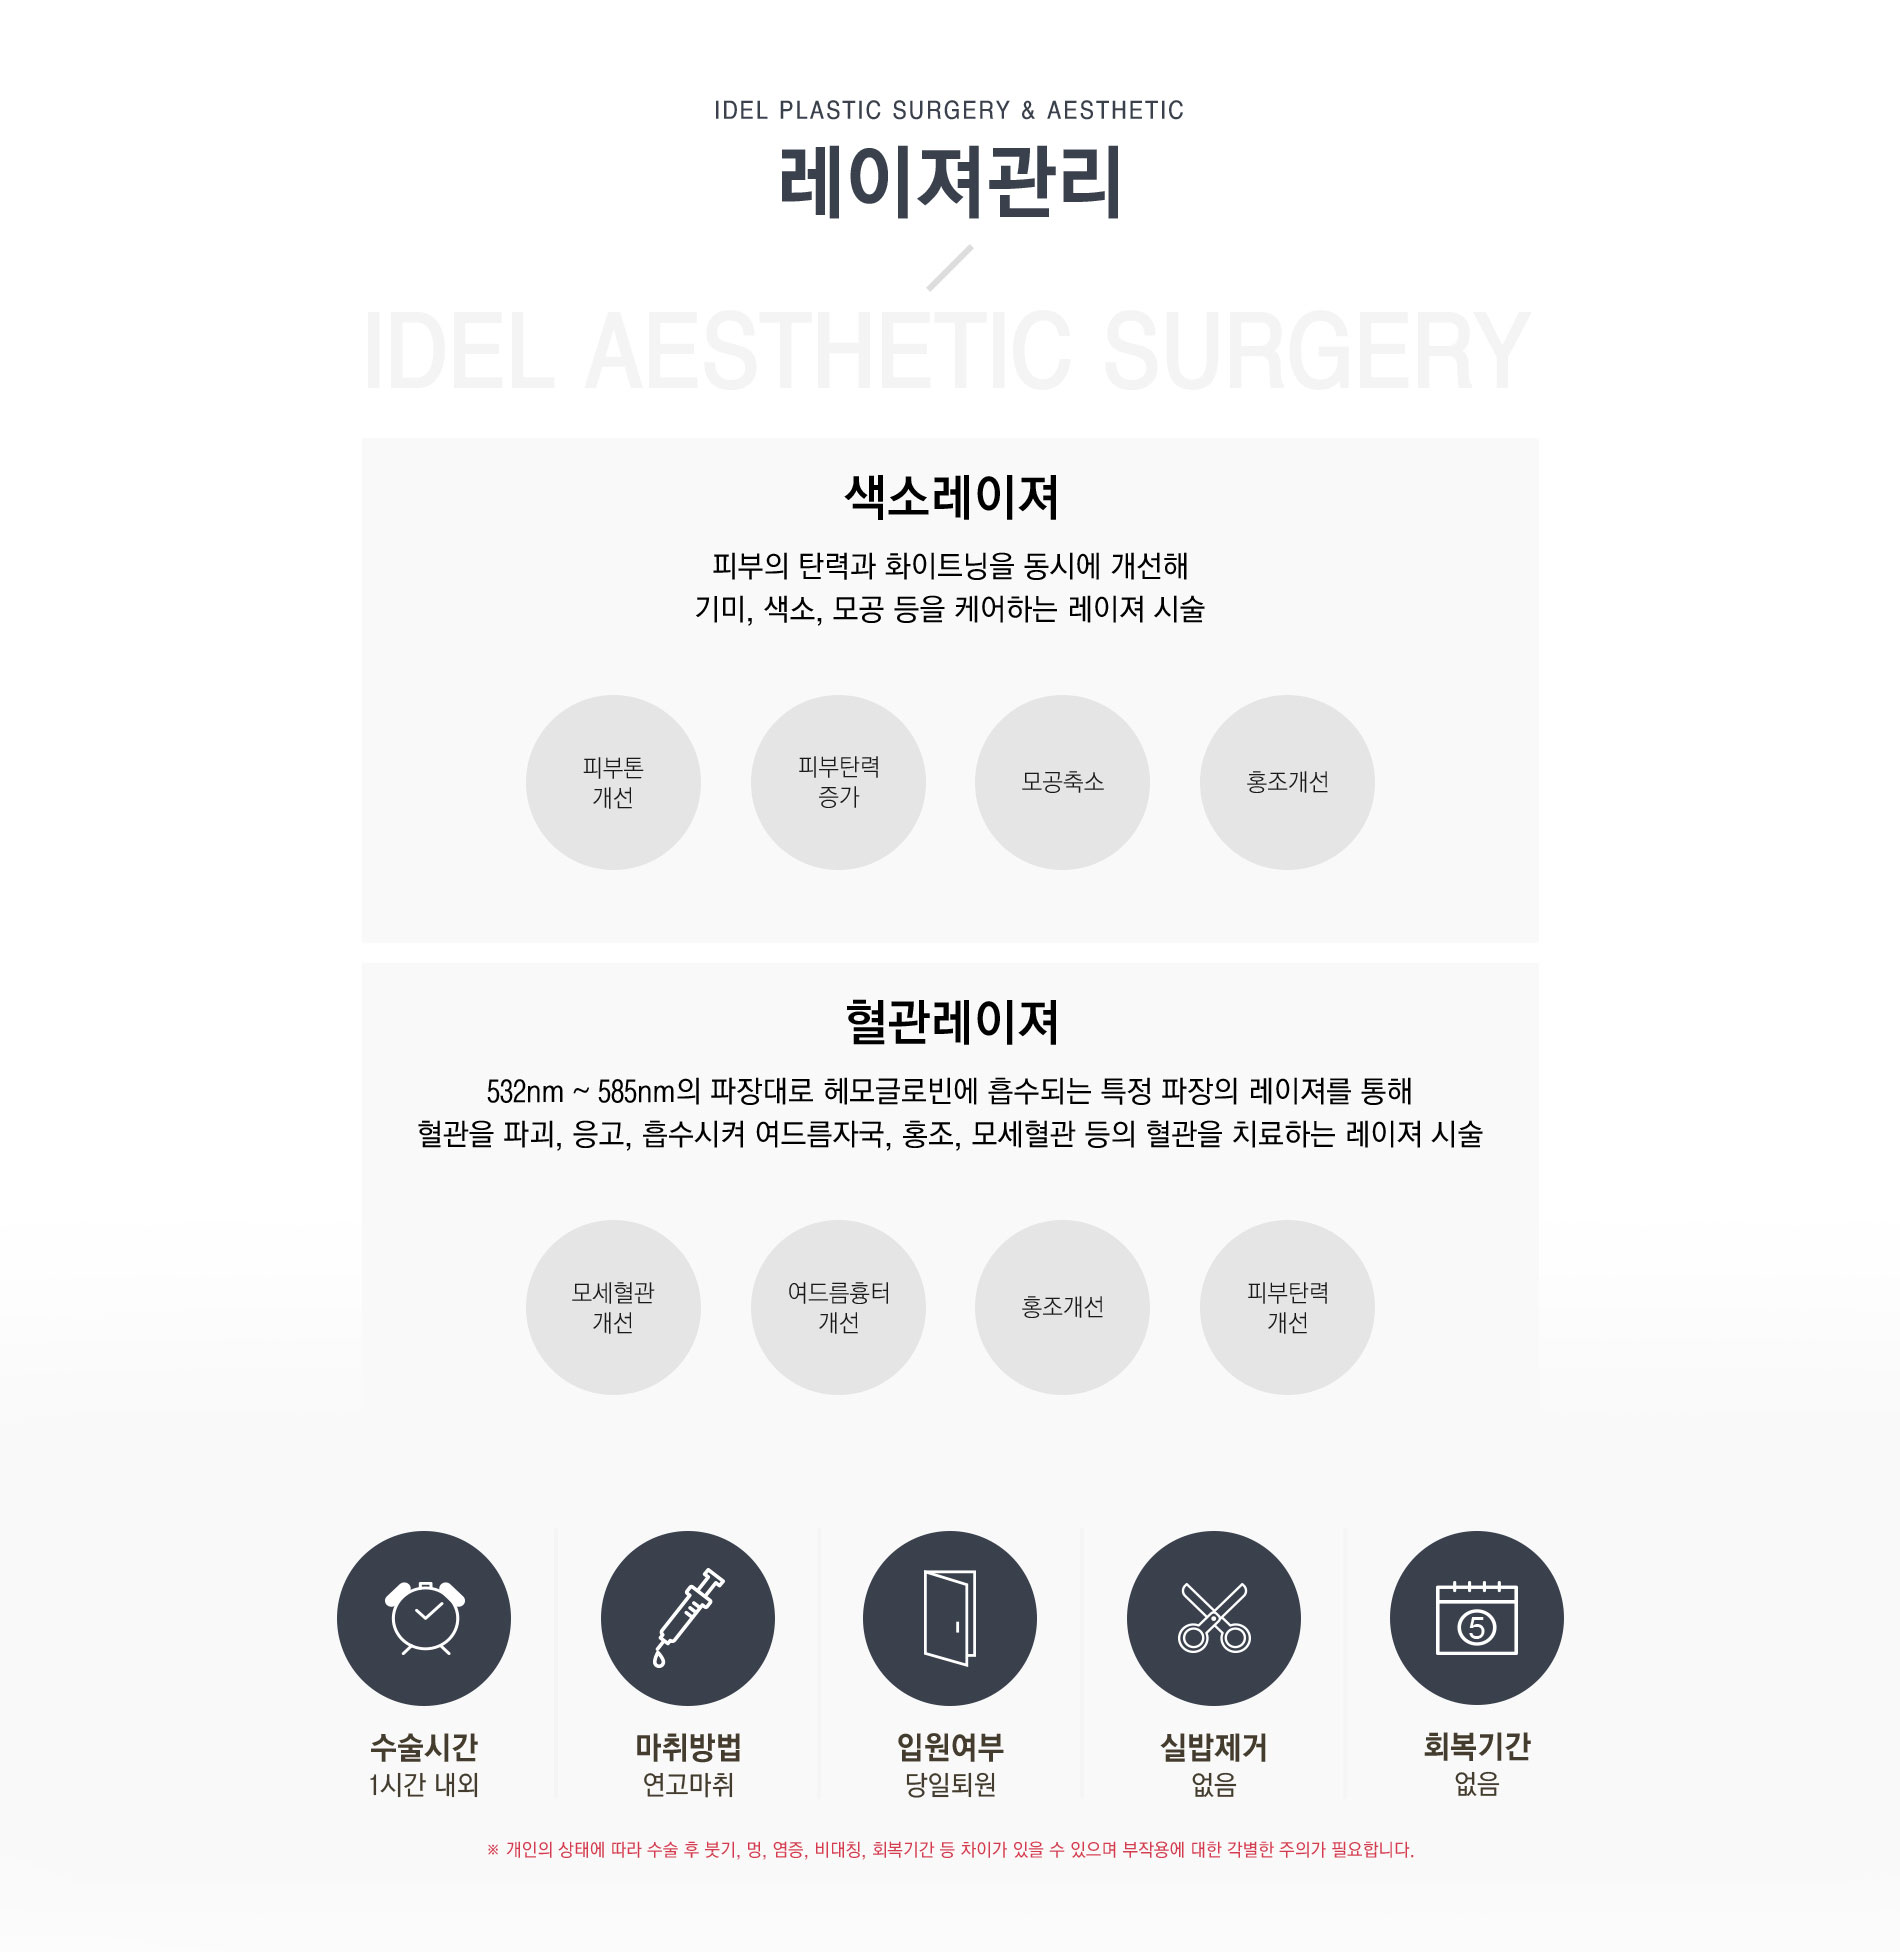 IDEL PLASTIC SURGERY & AESTHETIC
레이져관리
IDEL AESTHETIC SURGERY
색소레이져
피부의 탄력과 화이트닝을 동시에 개선해
기미, 색소, 모공 등을 케어하는 레이져 시술
피부톤
개선
피부탄력
증가
모공축소
홍조개선
혈관레이져
532nm ~ 585nm의 파장대로 헤모글로빈에 흡수되는 특정 파장의 레이져를 통해
혈관을 파괴, 응고, 흡수시켜 여드름자국, 홍조, 모세혈관 등의 혈관을 치료하는 레이져 시술
모세혈관
개선
여드름흉터
개선
홍조개선
피부탄력
개선
5
수술시간
1시간 내외
마취방법
연고마취
입원여부
당일퇴원
실밥제거
없음
회복기간
없음
※ 개인의 상태에 따라 수술 후 붓기, 멍, 염증, 비대칭, 회복기간 등 차이가 있을 수 있으며 부작용에 대한 각별한 주의가 필요합니다.